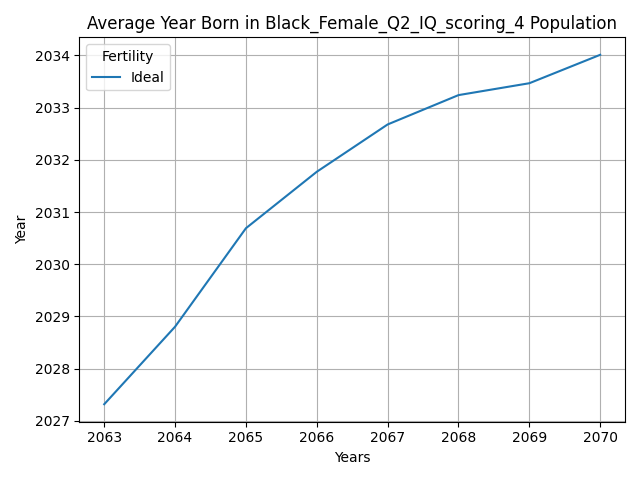 Average Year Born in Black_Female_Q2_IQ_scoring_4 Population
Fertility
Ideal
2034
2033
2032
2031
2030
2029
2028
2027
Year
2063 2064 2065 2066 2067 2068 2069 2070
Years